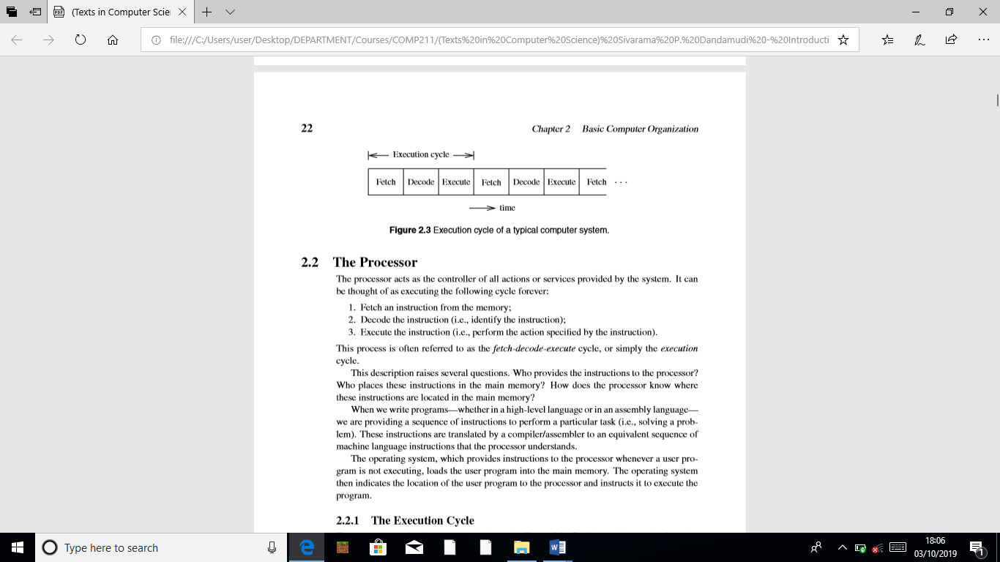 (Texts in Computer Scie
file:///C:/Users/user/Desktop/DEPARTMENT/Courses/COMP211/(Texts%20in%20Computer%20Science)%20Sivarama%20P.%20Dandamudi%20-%20Introducti
22 Chapter 2 Basic Computer Organization
Execution cycle
Fetch Decode Execute Fetch Decode Execute Fetch . . .
time
Figure 2.3 Execution cycle of a typical computer system.
2.2 The Processor
The processor acts as the controller of all actions or services provided by the system. It can
be thought of as executing the following cycle forever:
1. Fetch an instruction from the memory;
2. Decode the instruction (i.e., identify the instruction);
3. Execute the instruction (i.e., perform the action specified by the instruction).
This process is often referred to as the fetch-decode-execute cycle, or simply the execution
cycle.
This description raises several questions. Who provides the instructions to the processor?
Who places these instructions in the main memory? How does the processor know where
these instructions are located in the main memory?
When we write programs—whether in a high-level language or in an assembly language—
we are providing a sequence of instructions to perform a particular task (i.e., solving a prob-
lem). These instructions are translated by a compiler/assembler to an equivalent sequence of
machine language instructions that the processor understands.
The operating system, which provides instructions to the processor whenever a user pro-
gram is not executing, loads the user program into the main memory. The operating system
then indicates the location of the user program to the processor and instructs it to execute the
program.
2.2.1 The Execution Cycle
Type here to search
18:06
03/10/2019
1